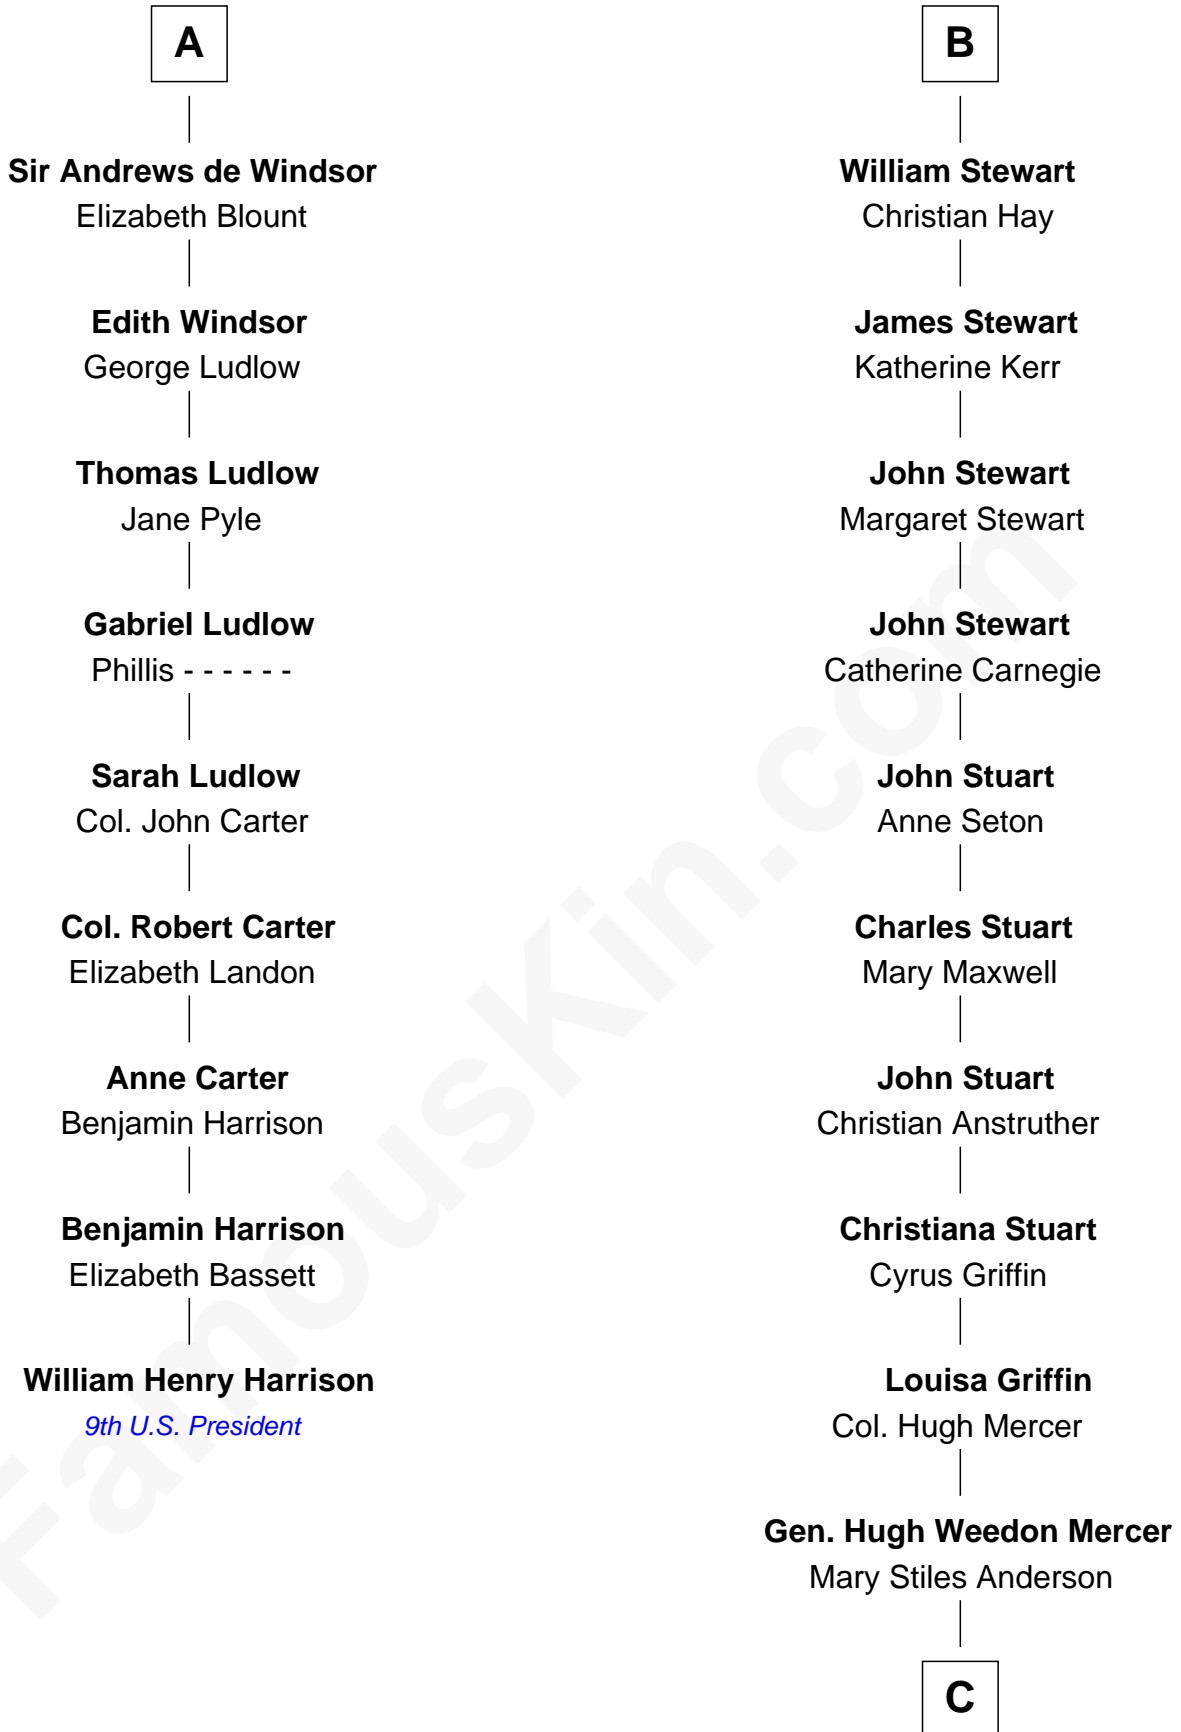 A
Sir Andrews de Windsor
Elizabeth Blount
Edith Windsor
George Ludlow
Thomas Ludlow
Jane Pyle
Gabriel Ludlow
Phillis - - - - - -
Sarah Ludlow
Col. John Carter
Col. Robert Carter
Elizabeth Landon
Anne Carter
Benjamin Harrison
Benjamin Harrison
Elizabeth Bassett
William Henry Harrison
9th U.S. President
B
William Stewart
Christian Hay
James Stewart
Katherine Kerr
John Stewart
Margaret Stewart
John Stewart
Catherine Carnegie
John Stuart
Anne Seton
Charles Stuart
Mary Maxwell
John Stuart
Christian Anstruther
Christiana Stuart
Cyrus Griffin
Louisa Griffin
Col. Hugh Mercer
Gen. Hugh Weedon Mercer
Mary Stiles Anderson
C
FamousKin.com